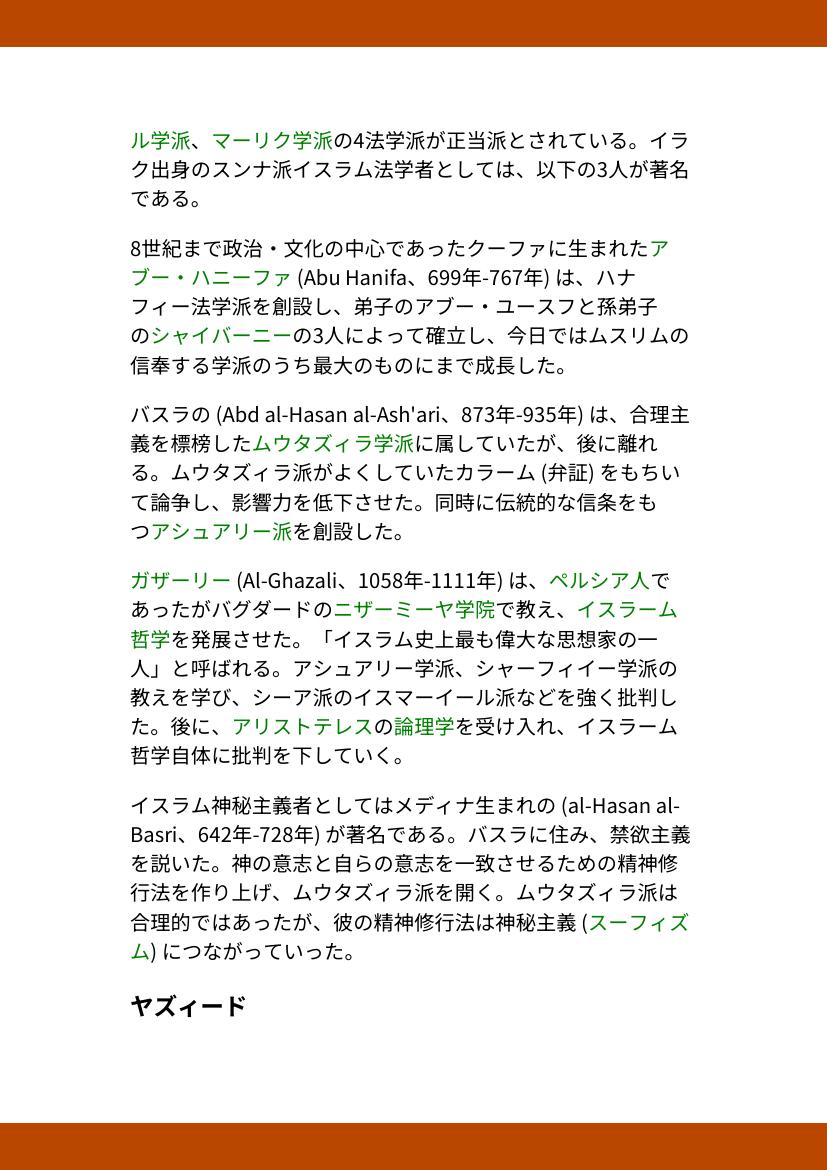 ル学派、マーリク学派の4法学派が正当派とされている。イラ
ク出身のスンナ派イスラム法学者としては、以下の3人が著名
である。
8世紀まで政治・文化の中心であったクーファに生まれたア
ブー・ハニーファ (Abu Hanifa、699年-767年) は、ハナ
フィー法学派を創設し、弟子のアブー・ユースフと孫弟子
のシャイバーニーの3人によって確立し、今日ではムスリムの
信奉する学派のうち最大のものにまで成長した。
バスラの (Abd al-Hasan al-Ash'ari、873年-935年) は、合理主
義を標榜したムウタズィラ学派に属していたが、後に離れ
る。ムウタズィラ派がよくしていたカラーム (弁証) をもちい
て論争し、影響力を低下させた。同時に伝統的な信条をも
つアシュアリー派を創設した。
ガザーリー (Al-Ghazali、1058年-1111年) は、ペルシア人で
あったがバグダードのニザーミーヤ学院で教え、イスラーム
哲学を発展させた。「イスラム史上最も偉大な思想家の一
人」と呼ばれる。アシュアリー学派、シャーフィイー学派の
教えを学び、シーア派のイスマーイール派などを強く批判し
た。後に、アリストテレスの論理学を受け入れ、イスラーム
哲学自体に批判を下していく。
イスラム神秘主義者としてはメディナ生まれの (al-Hasan al-
Basri、642年-728年) が著名である。バスラに住み、禁欲主義
を説いた。神の意志と自らの意志を一致させるための精神修
行法を作り上げ、ムウタズィラ派を開く。ムウタズィラ派は
合理的ではあったが、彼の精神修行法は神秘主義 (スーフィズ
ム) につながっていった。
ヤズィード